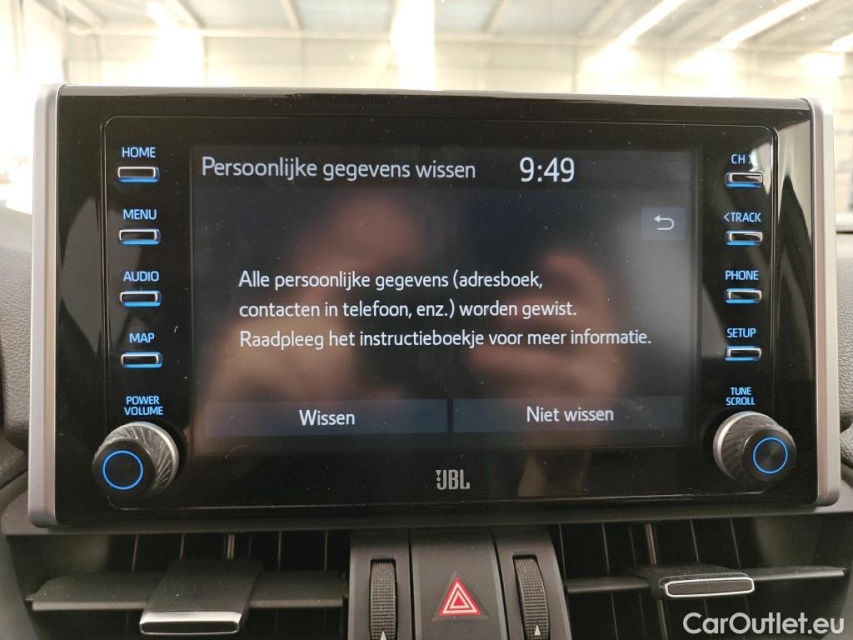 HOME
MENU
AUDIO
MAP
POWER
VOLUME
Persoonlijke gegevens wissen 9:49
Alle persoonlijke gegevens (adresboek,
contacten in telefoon, enz.) worden gewist.
Raadpleeg het instructieboekje voor meer informatie.
Wissen
Niet wissen
CH
<TRACK
PHONE
SETUP
TUNE
SCROLL
JBL
CarOutlet.eu